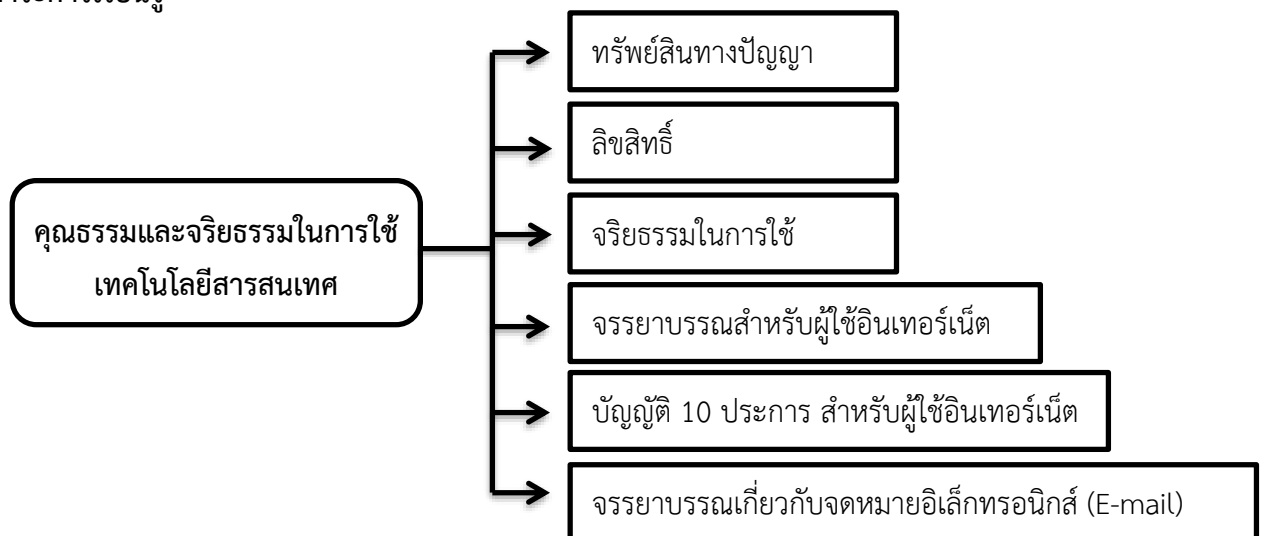 ทรัพย์สินทางปัญญา
ลิขสิทธิ์
คุณธรรมและจริยธรรมในการใช้
เทคโนโลยีสารสนเทศ
จริยธรรมในการใช้
จรรยาบรรณสำหรับผู้ใช้อินเทอร์เน็ต
บัญญัติ 10 ประการ สำหรับผู้ใช้อินเทอร์เน็ต
จรรยาบรรณเกี่ยวกับจดหมายอิเล็กทรอนิกส์ (E-mail)